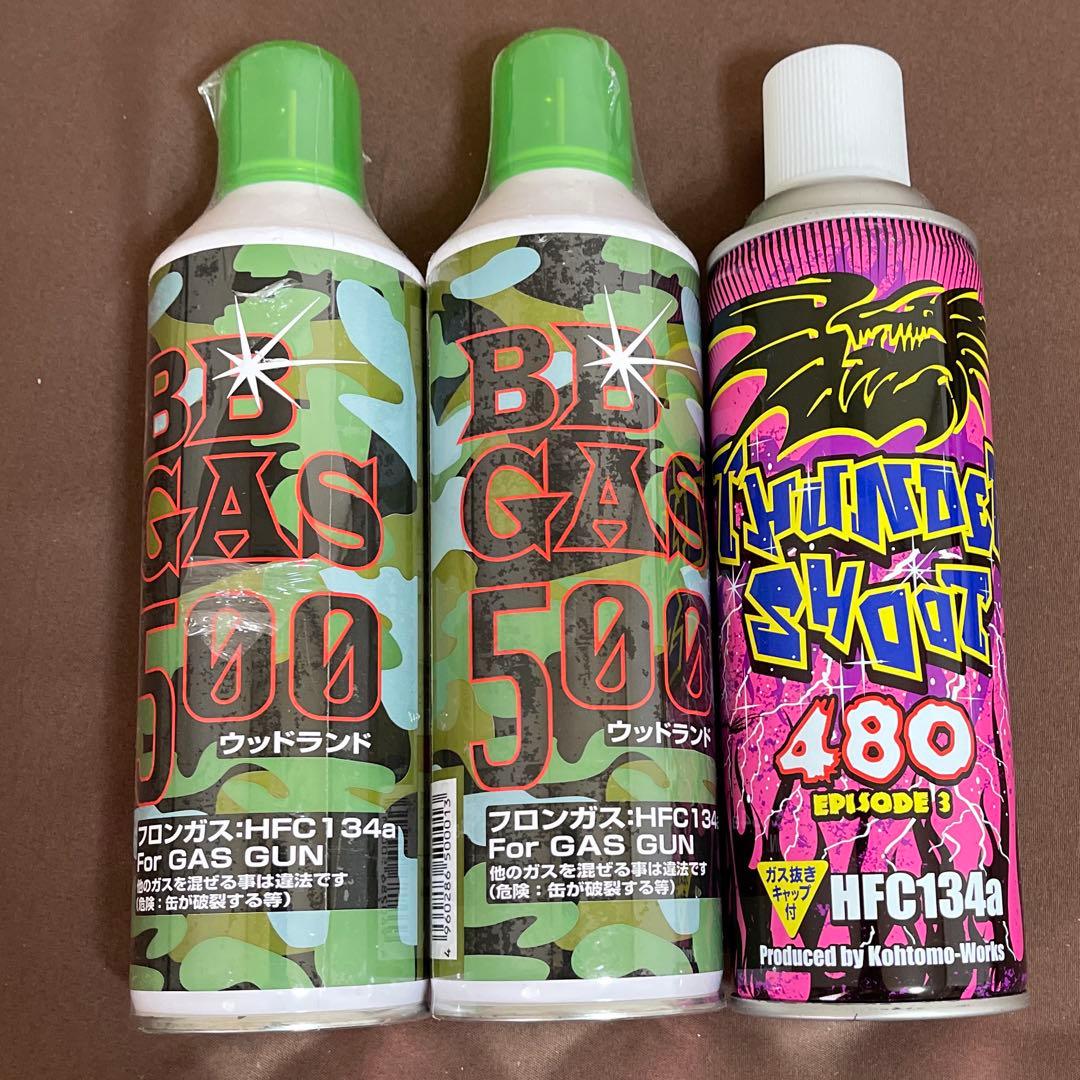 BB
GAS
500
ウッドランド
フロンガス:HFC134a
For GAS GUN
他のガスを混ぜる事は違法です
(危険:缶が破裂する等)
BB
GAS
500
ウッドランド
フロンガス:HFC134
For GAS GUN
他のガスを混ぜる事は違法です
(危険:缶が破裂する等)
4960286500013
THUNDER
SHOOT
480
EPISODE 3
ガス抜き
キャップ
付
HFC134a
Produced by Kohtomo-Works